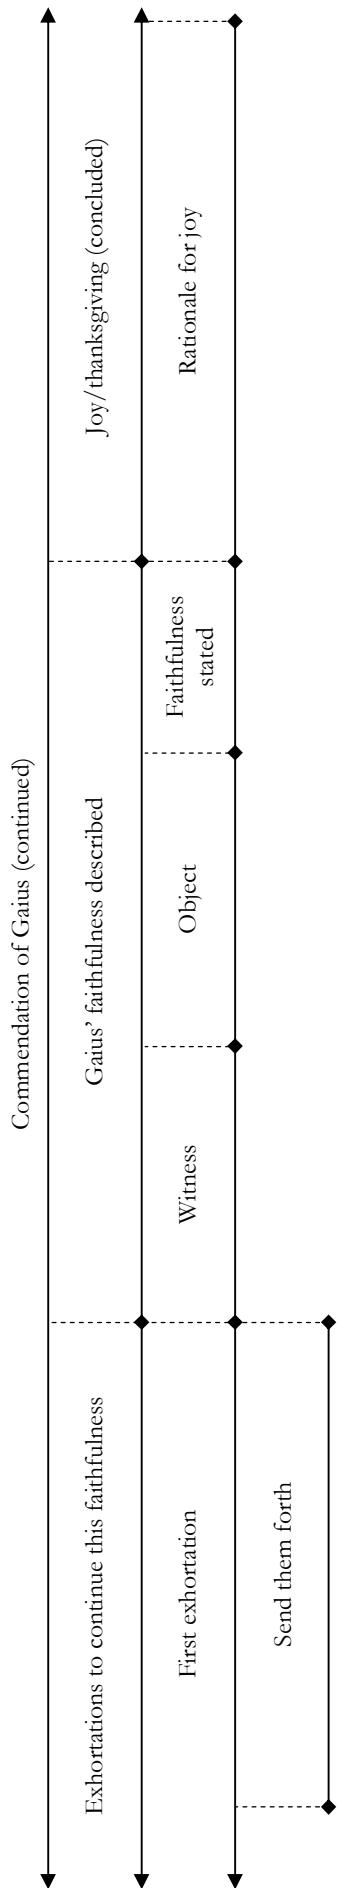 Commendation of Gaius (continued)
Joy/thanksgiving (concluded)
Gaius’ faithfulness described
Exhortations to continue this faithfulness
Rationale for joy
Faithfulness
stated
Object
Witness
First exhortation
Send them forth